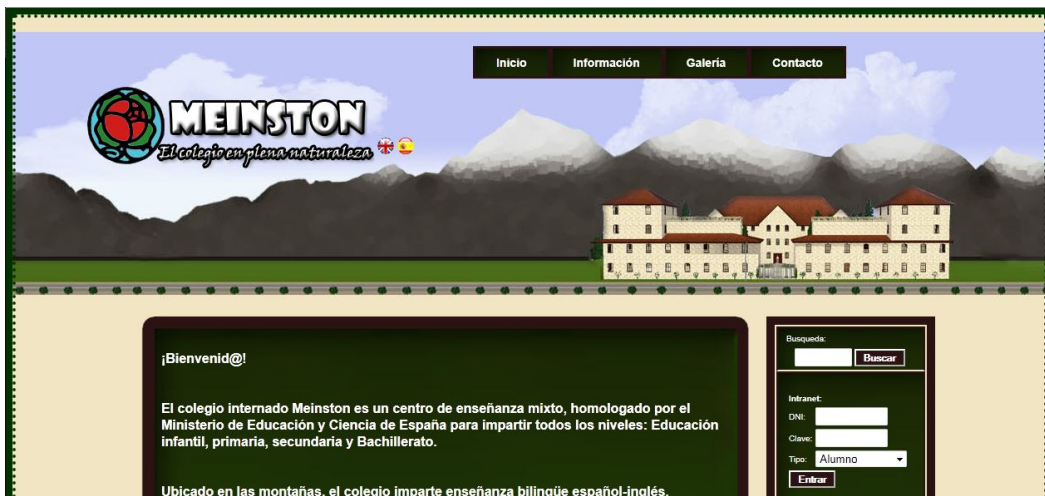 Inicio Información Galería Contacto
MEINSTON
El colegio en plena naturaleza
¡Bienvenid@!
El colegio internado Meinston es un centro de enseñanza mixto, homologado por el
Ministerio de Educación y Ciencia de España para impartir todos los niveles: Educación
infantil, primaria, secundaria y Bachillerato.
Ubicado en las montañas, el colegio imparte enseñanza bilingüe español-inglés.
Busqueda:
Buscar
Intranet:
DNI:
Clave:
Tipo: Alumno
Entrar